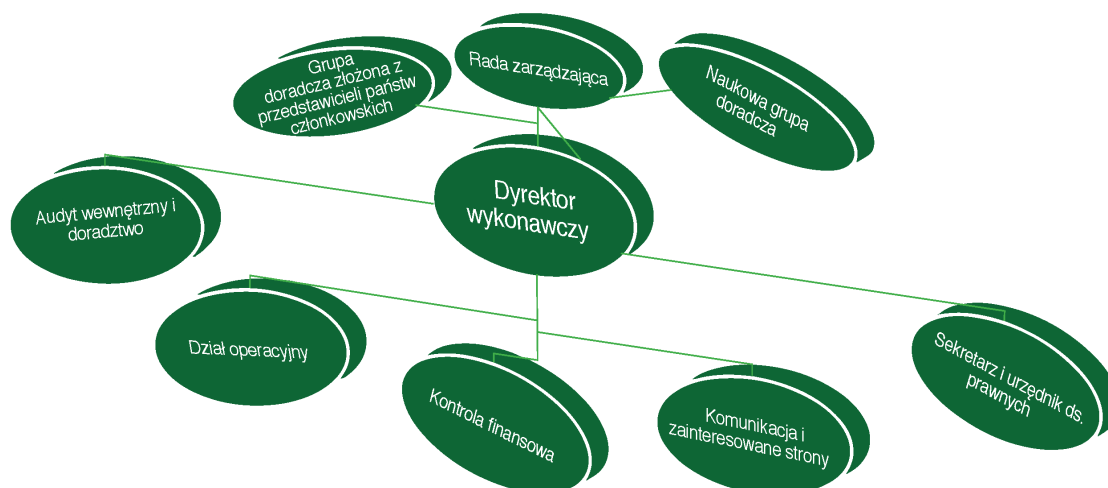 Grupa
doradcza złożona z
przedstawicieli państw
członkowskich
Rada zarządzająca
Naukowa grupa
doradcza
Dyrektor
wykonawczy
Audyt wewnętrzny i
doradztwo
Dział operacyjny
Kontrola finansowa
Komunikacja i
zainteresowane strony
Sekretarz i urzędnik ds.
prawnych